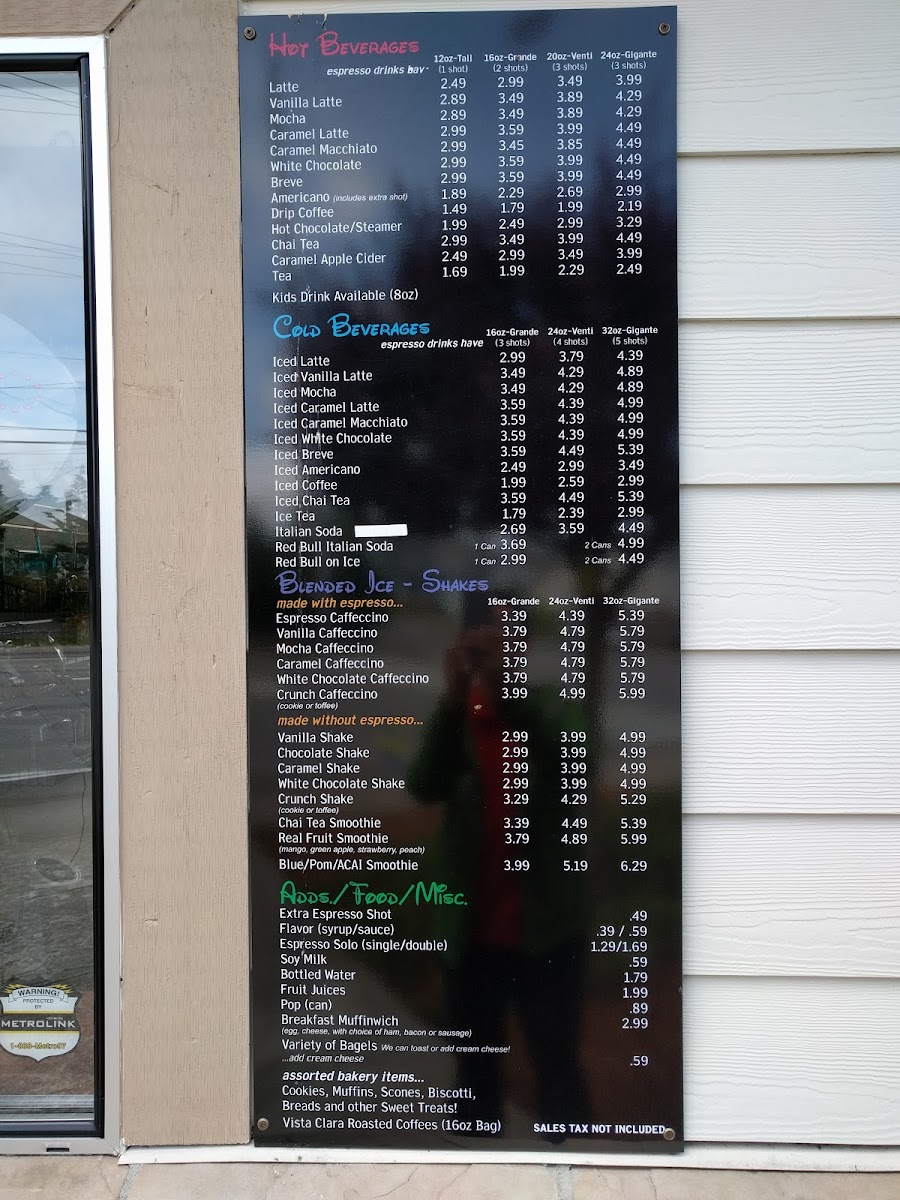 Hot Beverages
12oz-Tall 16oz-Grande 20oz-Venti 24oz-Gigante
espresso drinks hav (1 shot) (2 shots) (3 shots) (3 shots)
Latte 2.49 2.99 3.49 3.99
Vanilla Latte 2.89 3.49 3.89 4.29
Mocha 2.89 3.49 3.89 4.29
Caramel Latte 2.99 3.59 3.99 4.49
Caramel Macchiato 2.99 3.45 3.85 4.49
White Chocolate 2.99 3.59 3.99 4.49
Breve 2.99 3.59 3.99 4.49
Americano (includes extra shot) 1.89 2.29 2.69 2.99
Drip Coffee 1.49 1.79 1.99 2.19
Hot Chocolate/Steamer 1.99 2.49 2.99 3.29
Chai Tea 2.99 3.49 3.99 4.49
Caramel Apple Cider 2.49 2.99 3.49 3.99
Tea 1.69 1.99 2.29 2.49
Kids Drink Available (8oz)
Cold Beverages
16oz-Grande 24oz-Venti 32oz-Gigante
espresso drinks have (3 shots) (4 shots) (5 shots)
Iced Latte 2.99 3.79 4.39
Iced Vanilla Latte 3.49 4.29 4.89
Iced Mocha 3.49 4.29 4.89
Iced Caramel Latte 3.59 4.39 4.99
Iced Caramel Macchiato 3.59 4.39 4.99
Iced White Chocolate 3.59 4.39 4.99
Iced Breve 3.59 4.49 5.39
Iced Americano 2.49 2.99 3.49
Iced Coffee 1.99 2.59 2.99
Iced Chai Tea 3.59 4.49 5.39
Ice Tea 1.79 2.39 2.99
Italian Soda 2.69 3.59 4.49
Red Bull Italian Soda 1 Can 3.69 2 Cans 4.99
Red Bull on Ice 1 Can 2.99 2 Cans 4.49
Blended Ice - Shakes
made with espresso... 16oz-Grande 24oz-Venti 32oz-Gigante
Espresso Caffeccino 3.39 4.39 5.39
Vanilla Caffeccino 3.79 4.79 5.79
Mocha Caffeccino 3.79 4.79 5.79
Caramel Caffeccino 3.79 4.79 5.79
White Chocolate Caffeccino 3.79 4.79 5.79
Crunch Caffeccino 3.99 4.99 5.99
(cookie or toffee)
made without espresso...
Vanilla Shake 2.99 3.99 4.99
Chocolate Shake 2.99 3.99 4.99
Caramel Shake 2.99 3.99 4.99
White Chocolate Shake 2.99 3.99 4.99
Crunch Shake 3.29 4.29 5.29
(cookie or toffee)
Chai Tea Smoothie 3.39 4.49 5.39
Real Fruit Smoothie 3.79 4.89 5.99
(mango, green apple, strawberry, peach)
Blue/Pom/ACAI Smoothie 3.99 5.19 6.29
Adds./Food/Misc.
Extra Espresso Shot .49
Flavor (syrup/sauce) .39 / .59
Espresso Solo (single/double) 1.29/1.69
Soy Milk .59
Bottled Water 1.79
Fruit Juices 1.99
Pop (can) .89
Breakfast Muffinwich 2.99
(egg, cheese, with choice of ham, bacon or sausage)
Variety of Bagels We can toast or add cream cheese!
...add cream cheese .59
assorted bakery items...
Cookies, Muffins, Scones, Biscotti,
Breads and other Sweet Treats!
Vista Clara Roasted Coffees (16oz Bag) SALES TAX NOT INCLUDED
WARNING!
PROTECTED
BY
METROLINK
1-888-Metro97